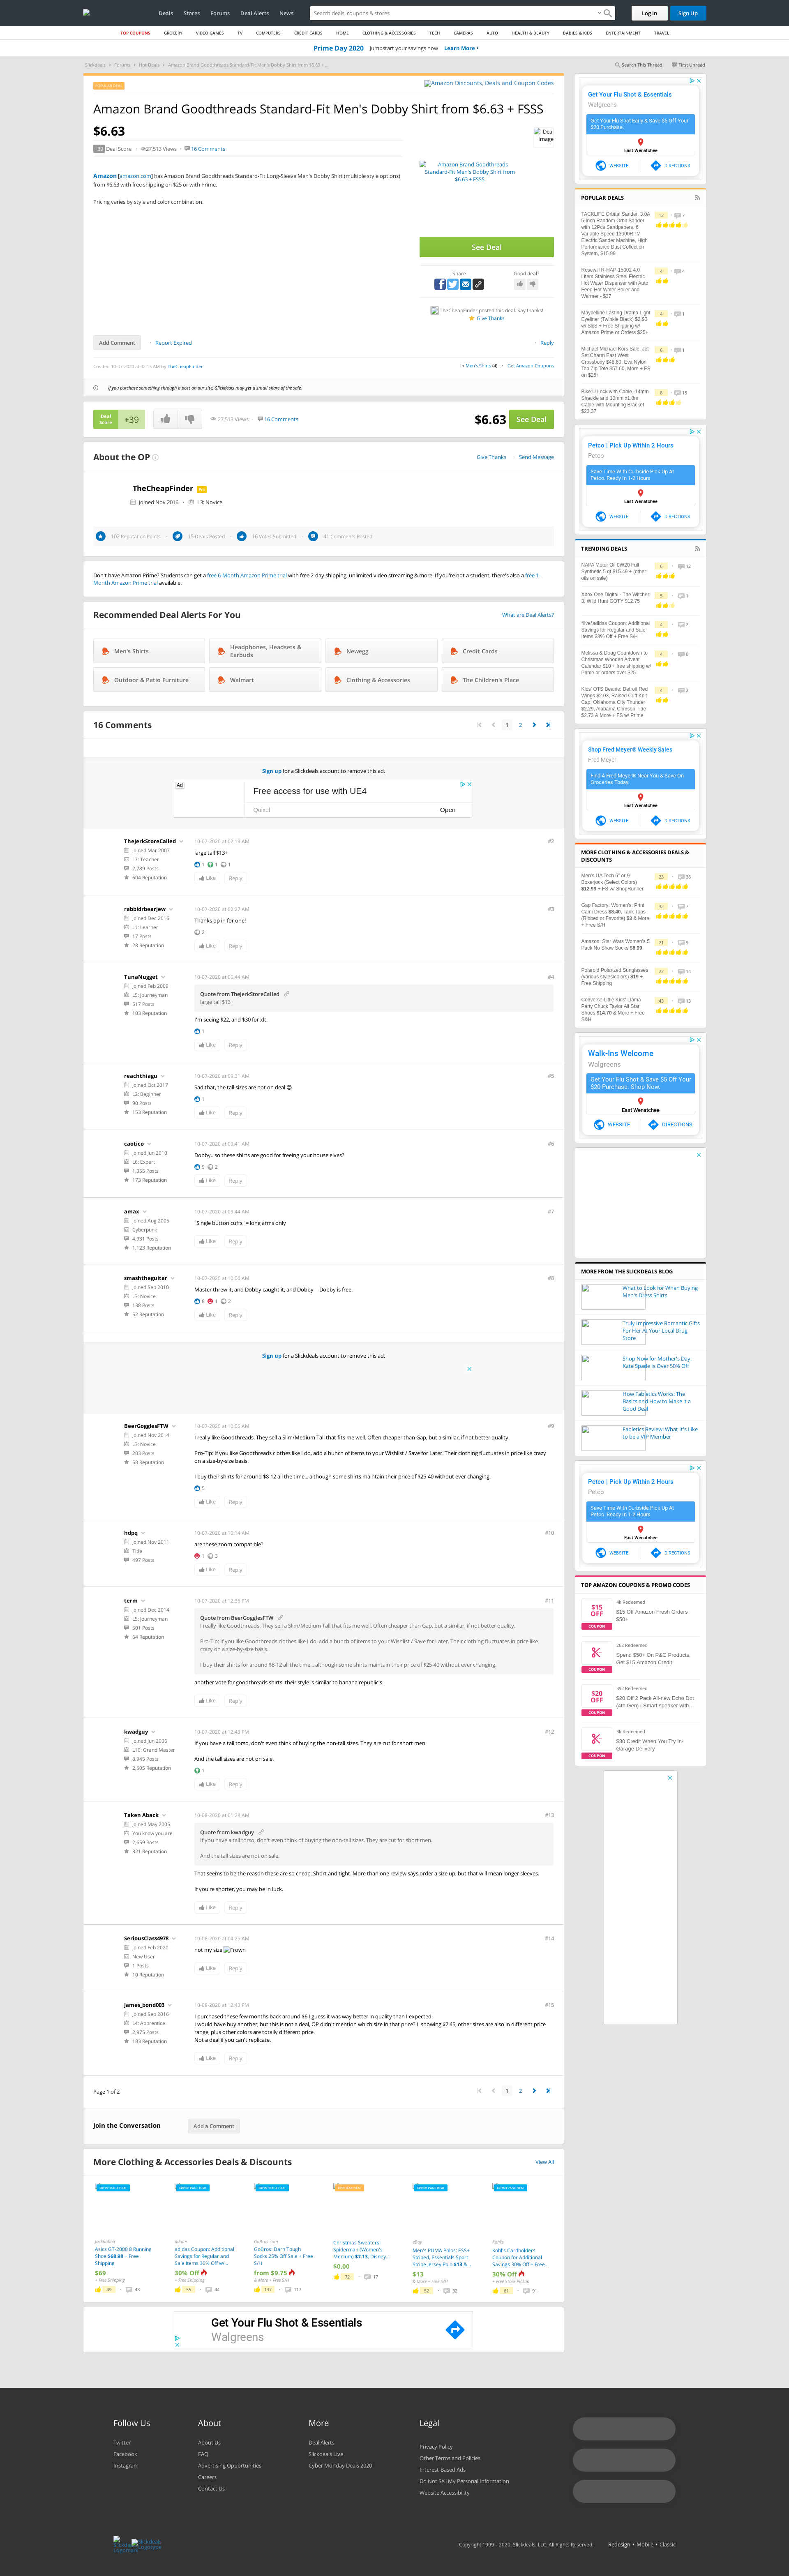 Deals
Stores
Forums
Deal Alerts
News
Search deals, coupons & stores
Log In
Sign Up
TOP COUPONS
GROCERY
VIDEO GAMES
TV
COMPUTERS
CREDIT CARDS
HOME
CLOTHING & ACCESSORIES
TECH
CAMERAS
AUTO
HEALTH & BEAUTY
BABIES & KIDS
ENTERTAINMENT
TRAVEL
Prime Day 2020 Jumpstart your savings now Learn More ›
Slickdeals › Forums › Hot Deals › Amazon Brand Goodthreads Standard-Fit Men's Dobby Shirt from $6.63 + ...
Search This Thread
First Unread
POPULAR DEAL
Amazon Discounts, Deals and Coupon Codes
Amazon Brand Goodthreads Standard-Fit Men's Dobby Shirt from $6.63 + FSSS
$6.63
Deal Image
+39 Deal Score
27,513 Views
16 Comments
Amazon [amazon.com] has Amazon Brand Goodthreads Standard-Fit Long-Sleeve Men's Dobby Shirt (multiple styles/ options) from $6.63 with free shipping on $25 or with Prime.
Pricing varies by style and color combination.
Amazon Brand Goodthreads Standard-Fit Men's Dobby Shirt from $6.63 + FSSS
See Deal
Share
Good deal?
TheCheapFinker posted this deal. Say thanks!
Give Thanks
Add Comment
Report Expired
Reply
Created 10-07-2020 at 02:13 AM by TheCheapFinker
in Men's Shirts (4)
Get Amazon Coupons
If you purchase something through a post on our site, Slickdeals may get a small share of the sale.
Deal Score
+39
27,513 Views
16 Comments
$6.63
See Deal
About the OP
Give Thanks
Send Message
TheCheapFinker
Joined Nov 2016
L3: Novice
102 Reputation Points
15 Deals Posted
16 Votes Submitted
41 Comments Posted
Don't have Amazon Prime? Students can get a free 6-Month Amazon Prime trial with free 2-day shipping, unlimited video streaming & more. If you're not a student, there's also a free 1-Month Amazon Prime trial available.
Recommended Deal Alerts For You
What are Deal Alerts?
Men's Shirts
Headphones, Headsets & Earbuds
Newegg
Credit Cards
Outdoor & Patio Furniture
Walmart
Clothing & Accessories
The Children's Place
16 Comments
1
2
Sign up for a Slickdeals account to remove this ad.
Ad
Free access for use with UE4
Quixel
Open
TheJerkStoreCalled
Joined Mar 2007
L7: Teacher
2,789 Posts
604 Reputation
10-07-2020 at 02:19 AM
#2
large tall $13+
1
1
1
Like
Reply
rabbidrbearjew
Joined Dec 2016
L1: Learner
17 Posts
28 Reputation
10-07-2020 at 02:27 AM
#3
Thanks op in for one!
2
Like
Reply
TunaNugget
Joined Feb 2009
L5: Journeyman
517 Posts
103 Reputation
10-07-2020 at 06:44 AM
#4
Quote from TheJerkStoreCalled
large tall $13+
I'm seeing $22, and $30 for xlt.
1
Like
Reply
reachthiagu
Joined Oct 2017
L2: Beginner
90 Posts
153 Reputation
10-07-2020 at 09:31 AM
#5
Sad that, the tall sizes are not on deal ☹
1
Like
Reply
caotico
Joined Jun 2010
L6: Expert
1,355 Posts
173 Reputation
10-07-2020 at 09:41 AM
#6
Dobby...so these shirts are good for freeing your house elves?
9
2
Like
Reply
amax
Joined Aug 2005
Cyberpunk
4,931 Posts
1,123 Reputation
10-07-2020 at 09:44 AM
#7
"Single button cuffs" = long arms only
Like
Reply
smashtheguitar
Joined Sep 2010
L3: Novice
138 Posts
52 Reputation
10-07-2020 at 10:00 AM
#8
Master threw it, and Dobby caught it, and Dobby -- Dobby is free.
6
1
2
Like
Reply
Sign up for a Slickdeals account to remove this ad.
BeerGogglesFTW
Joined Nov 2014
L3: Novice
203 Posts
58 Reputation
10-07-2020 at 10:05 AM
#9
I really like Goodthreads. They sell a Slim/Medium Tall that fits me well. Often cheaper than Gap, but a similar, if not better quality.
Pro-Tip: If you like Goodthreads clothes like I do, add a bunch of items to your Wishlist / Save for Later. Their clothing fluctuates in price like crazy on a size-by-size basis.
I buy their shirts for around $8-12 all the time... although some shirts maintain their price of $25-40 without ever changing.
5
Like
Reply
hdpq
Joined Nov 2011
Title
497 Posts
10-07-2020 at 10:14 AM
#10
are these zoom compatible?
1
3
Like
Reply
term
Joined Dec 2014
L5: Journeyman
501 Posts
64 Reputation
10-07-2020 at 12:36 PM
#11
Quote from BeerGogglesFTW
I really like Goodthreads. They sell a Slim/Medium Tall that fits me well. Often cheaper than Gap, but a similar, if not better quality.
Pro-Tip: If you like Goodthreads clothes like I do, add a bunch of items to your Wishlist / Save for Later. Their clothing fluctuates in price like crazy on a size-by-size basis.
I buy their shirts for around $8-12 all the time... although some shirts maintain their price of $25-40 without ever changing.
another vote for goodthreads shirts. their style is similar to banana republic's.
Like
Reply
kwadguy
Joined Jun 2006
L10: Grand Master
8,945 Posts
2,505 Reputation
10-07-2020 at 12:43 PM
#12
If you have a tall torso, don't even think of buying the non-tall sizes. They are cut for short men.
And the tall sizes are not on sale.
1
Like
Reply
Taken Aback
Joined May 2005
You know you are
2,659 Posts
321 Reputation
10-08-2020 at 01:28 AM
#13
Quote from kwadguy
If you have a tall torso, don't even think of buying the non-tall sizes. They are cut for short men.
And the tall sizes are not on sale.
That seems to be the reason these are so cheap. Short and tight. More than one review says order a size up, but that will mean longer sleeves.
If you're shorter, you may be in luck.
Like
Reply
SeriousClass4978
Joined Feb 2020
New User
1 Posts
10 Reputation
10-08-2020 at 04:25 AM
#14
not my size Frown
Like
Reply
James_bond003
Joined Sep 2016
L4: Apprentice
2,975 Posts
183 Reputation
10-08-2020 at 12:43 PM
#15
I purchased these few months back around $6 I guess it was way better in quality than I expected.
I would have buy another, but this is not a deal, OP didn't mention which size in that price? L showing $7.45, other sizes are also in different price range, plus other colors are totally different price.
Not a deal if you can't replicate.
Like
Reply
Page 1 of 2
1
2
Join the Conversation
Add a Comment
More Clothing & Accessories Deals & Discounts
View All
FRONTPAGE DEAL
JackRabbit
Asics GT-2000 8 Running Shoe $68.98 + Free Shipping
$69
+ Free Shipping
49
43
FRONTPAGE DEAL
adidas
adidas Coupon: Additional Savings for Regular and Sale Items 30% Off w/...
30% Off
+ Free Shipping
55
44
FRONTPAGE DEAL
GoBros.com
GoBros: Darn Tough Socks 25% Off Sale + Free S/H
from $9.75
& More + Free S/H
137
117
POPULAR DEAL
Christmas Sweaters: Spiderman (Women's Medium) $7.13, Disney...
$0.00
72
17
FRONTPAGE DEAL
eBay
Men's PUMA Polos: ESS+ Striped, Essentials Sport Stripe Jersey Polo $13 &...
$13
& More + Free S/H
52
32
FRONTPAGE DEAL
Kohl's
Kohl's Cardholders Coupon for Additional Savings 30% Off + Free...
30% Off
+ Free Store Pickup
61
91
Get Your Flu Shot & Essentials
Walgreens
Get Your Flu Shot & Essentials
Walgreens
Get Your Flu Shot Early & Save $5 Off Your $20 Purchase.
East Wenatchee
WEBSITE
DIRECTIONS
POPULAR DEALS
TACKLIFE Orbital Sander, 3.0A 5-Inch Random Orbit Sander with 12Pcs Sandpapers, 6 Variable Speed 13000RPM Electric Sander Machine, High Performance Dust Collection System, $15.99
12
7
Rosewill R-HAP-15002 4.0 Liters Stainless Steel Electric Hot Water Dispenser with Auto Feed Hot Water Boiler and Warmer - $37
4
4
Maybelline Lasting Drama Light Eyeliner (Twinkle Black) $2.90 w/ S&S + Free Shipping w/ Amazon Prime or Orders $25+
4
1
Michael Michael Kors Sale: Jet Set Charm East West Crossbody $46.60, Eva Nylon Top Zip Tote $57.60, More + FS on $25+
6
1
Bike U Lock with Cable -14mm Shackle and 10mm x1.8m Cable with Mounting Bracket $23.37
9
15
Petco | Pick Up Within 2 Hours
Petco
Save Time With Curbside Pick Up At Petco. Ready In 1-2 Hours
East Wenatchee
WEBSITE
DIRECTIONS
TRENDING DEALS
NAPA Motor Oil 0W20 Full Synthetic 5 qt $15.49 + (other oils on sale)
6
12
Xbox One Digital - The Witcher 3: Wild Hunt GOTY $12.75
5
1
*live*adidas Coupon: Additional Savings for Regular and Sale Items 33% Off + Free S/H
4
2
Melissa & Doug Countdown to Christmas Wooden Advent Calendar $10 + free shipping w/ Prime or orders over $25
4
0
Kids' OTS Beanie: Detroit Red Wings $2.03, Raised Cuff Knit Cap: Oklahoma City Thunder $2.29, Alabama Crimson Tide $2.73 & More + FS w/ Prime
4
2
Shop Fred Meyer® Weekly Sales
Fred Meyer
Find A Fred Meyer® Near You & Save On Groceries Today.
East Wenatchee
WEBSITE
DIRECTIONS
MORE CLOTHING & ACCESSORIES DEALS & DISCOUNTS
Men's UA Tech 6" or 9" Boxerjock (Select Colors) $12.99 + FS w/ ShopRunner
23
36
Gap Factory: Women's: Print Cami Dress $8.40, Tank Tops (Ribbed or Favorite) $3 & More + Free S/H
32
7
Amazon: Star Wars Women's 5 Pack No Show Socks $6.99
21
9
Polaroid Polarized Sunglasses (various styles/colors) $19 + Free Shipping
22
14
Converse Little Kids' Llama Party Chuck Taylor All Star Shoes $14.70 & More + Free S&H
43
13
Walk-Ins Welcome
Walgreens
Get Your Flu Shot & Save $5 Off Your $20 Purchase. Shop Now.
East Wenatchee
WEBSITE
DIRECTIONS
MORE FROM THE SLICKDEALS BLOG
What to Look for When Buying Men's Dress Shirts
Truly Impressive Romantic Gifts For Her At Your Local Drug Store
Shop Now for Mother's Day: Kate Spade Is Over 50% Off
How Fabletics Works: The Basics and How to Make it a Good Deal
Fabletics Review: What It's Like to be a VIP Member
Petco | Pick Up Within 2 Hours
Petco
Save Time With Curbside Pick Up At Petco. Ready In 1-2 Hours
East Wenatchee
WEBSITE
DIRECTIONS
TOP AMAZON COUPONS & PROMO CODES
$15 OFF
COUPON
4k Redeemed
$15 Off Amazon Fresh Orders $50+
COUPON
262 Redeemed
Spend $50+ On P&G Products, Get $15 Amazon Credit
$20 OFF
COUPON
392 Redeemed
$20 Off 2 Pack All-new Echo Dot (4th Gen) | Smart speaker with...
COUPON
3k Redeemed
$30 Credit When You Try In-Garage Delivery
Follow Us
Twitter
Facebook
Instagram
About
About Us
FAQ
Advertising Opportunities
Careers
Contact Us
More
Deal Alerts
Slickdeals Live
Cyber Monday Deals 2020
Legal
Privacy Policy
Other Terms and Policies
Interest-Based Ads
Do Not Sell My Personal Information
Website Accessibility
Slickdeals Logomark
Slickdeals Logotype
Copyright 1999 - 2020. Slickdeals, LLC. All Rights Reserved.
Redesign • Mobile • Classic